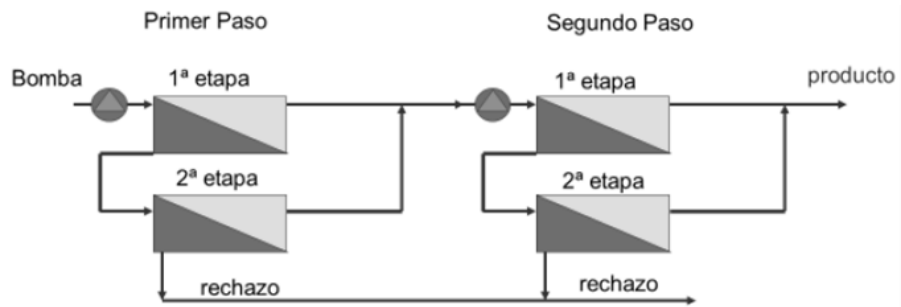 Primer Paso
Segundo Paso
Bomba
1ª etapa
1ª etapa
producto
2ª etapa
2ª etapa
rechazo
rechazo